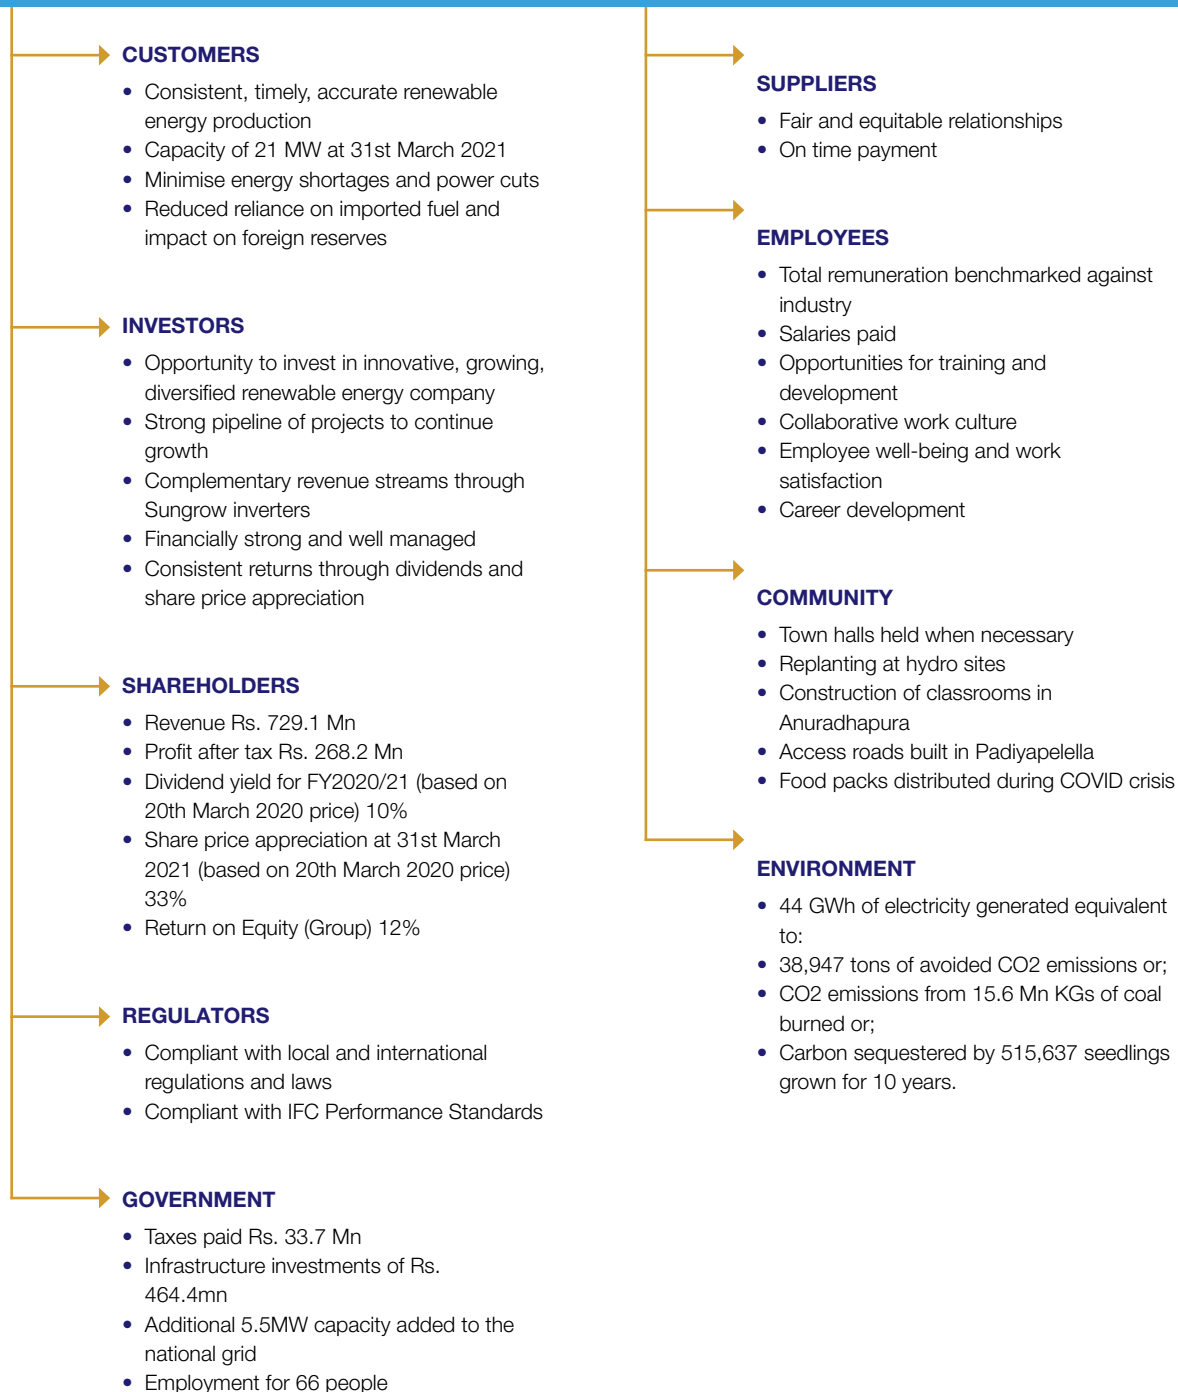 CUSTOMERS
• Consistent, timely, accurate renewable
energy production
• Capacity of 21 MW at 31st March 2021
• Minimise energy shortages and power cuts
• Reduced reliance on imported fuel and
impact on foreign reserves
INVESTORS
• Opportunity to invest in innovative, growing,
diversified renewable energy company
• Strong pipeline of projects to continue
growth
• Complementary revenue streams through
Sungrow inverters
• Financially strong and well managed
• Consistent returns through dividends and
share price appreciation
SHAREHOLDERS
• Revenue Rs. 729.1 Mn
• Profit after tax Rs. 268.2 Mn
• Dividend yield for FY2020/21 (based on
20th March 2020 price) 10%
• Share price appreciation at 31st March
2021 (based on 20th March 2020 price)
33%
• Return on Equity (Group) 12%
REGULATORS
• Compliant with local and international
regulations and laws
• Compliant with IFC Performance Standards
GOVERNMENT
• Taxes paid Rs. 33.7 Mn
• Infrastructure investments of Rs.
464.4mn
• Additional 5.5MW capacity added to the
national grid
• Employment for 66 people
SUPPLIERS
• Fair and equitable relationships
• On time payment
EMPLOYEES
• Total remuneration benchmarked against
industry
• Salaries paid
• Opportunities for training and
development
• Collaborative work culture
• Employee well-being and work
satisfaction
• Career development
COMMUNITY
• Town halls held when necessary
• Replanting at hydro sites
• Construction of classrooms in
Anuradhapura
• Access roads built in Padiyapelella
• Food packs distributed during COVID crisis
ENVIRONMENT
• 44 GWh of electricity generated equivalent
to:
• 38,947 tons of avoided CO2 emissions or;
• CO2 emissions from 15.6 Mn KGs of coal
burned or;
• Carbon sequestered by 515,637 seedlings
grown for 10 years.